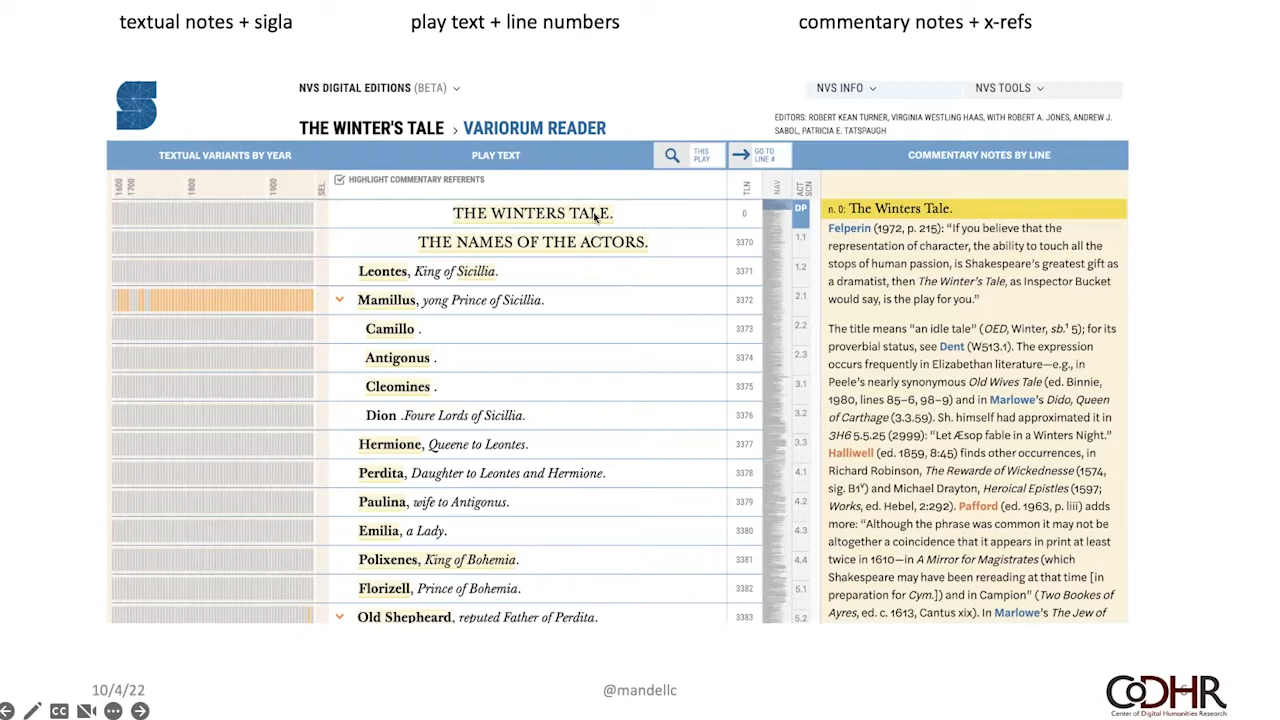 textual notes + sigla
play text + line numbers
commentary notes + x-refs
NVS DIGITAL EDITIONS (BETA)
NVS INFO
NVS TOOLS
THE WINTER'S TALE › VARIORUM READER
EDITORS: ROBERT KEAN TURNER, VIRGINIA WESTLING HAAS, WITH ROBERT A. JONES, ANDREW J.
SABOL, PATRICIA E. TATSPAUGH
TEXTUAL VARIANTS BY YEAR
PLAY TEXT
THIS
PLAY
GO TO
LINE #
COMMENTARY NOTES BY LINE
1600
1700
1800
1900
SEL.
HIGHLIGHT COMMENTARY REFERENTS
TLN
NAV
ACT
SCN
THE WINTERS TALE.
0
THE NAMES OF THE ACTORS.
3370
Leontes, King of Sicillia.
3371
Mamillus, yong Prince of Sicillia.
3372
Camillo .
3373
Antigonus .
3374
Cleomines .
3375
Dion .Foure Lords of Sicillia.
3376
Hermione, Queene to Leontes.
3377
Perdita, Daughter to Leontes and Hermione.
3378
Paulina, wife to Antigonus.
3379
Emilia, a Lady.
3380
Polixenes, King of Bohemia.
3381
Florizell, Prince of Bohemia.
3382
Old Shepheard, reputed Father of Perdita.
3383
DP
1.1
1.2
2.1
2.2
2.3
3.1
3.2
3.3
4.1
4.2
4.3
4.4
5.1
5.2
n. 0: The Winters Tale.
Felperin (1972, p. 215): “If you believe that the
representation of character, the ability to touch all the
stops of human passion, is Shakespeare’s greatest gift as
a dramatist, then The Winter’s Tale, as Inspector Bucket
would say, is the play for you.”
The title means “an idle tale” (OED, Winter, sb.¹ 5); for its
proverbial status, see Dent (W513.1). The expression
occurs frequently in Elizabethan literature—e.g., in
Peele’s nearly synonymous Old Wives Tale (ed. Binnie,
1980, lines 85–6, 98–9) and in Marlowe’s Dido, Queen
of Carthage (3.3.59). Sh. himself had approximated it in
3H6 5.5.25 (2999): “Let Æsop fable in a Winters Night.”
Halliwell (ed. 1859, 8:45) finds other occurrences, in
Richard Robinson, The Rewarde of Wickednesse (1574,
sig. B1ᵛ) and Michael Drayton, Heroical Epistles (1597;
Works, ed. Hebel, 2:292). Pafford (ed. 1963, p. liii) adds
more: “Although the phrase was common it may not be
altogether a coincidence that it appears in print at least
twice in 1610—in A Mirror for Magistrates (which
Shakespeare may have been rereading at that time [in
preparation for Cym.]) and in Campion” (Two Bookes of
Ayres, ed. c. 1613, Cantus xix). In Marlowe’s The Jew of
10/4/22
@mandellc
CC
CoDHR
Center of Digital Humanities Research